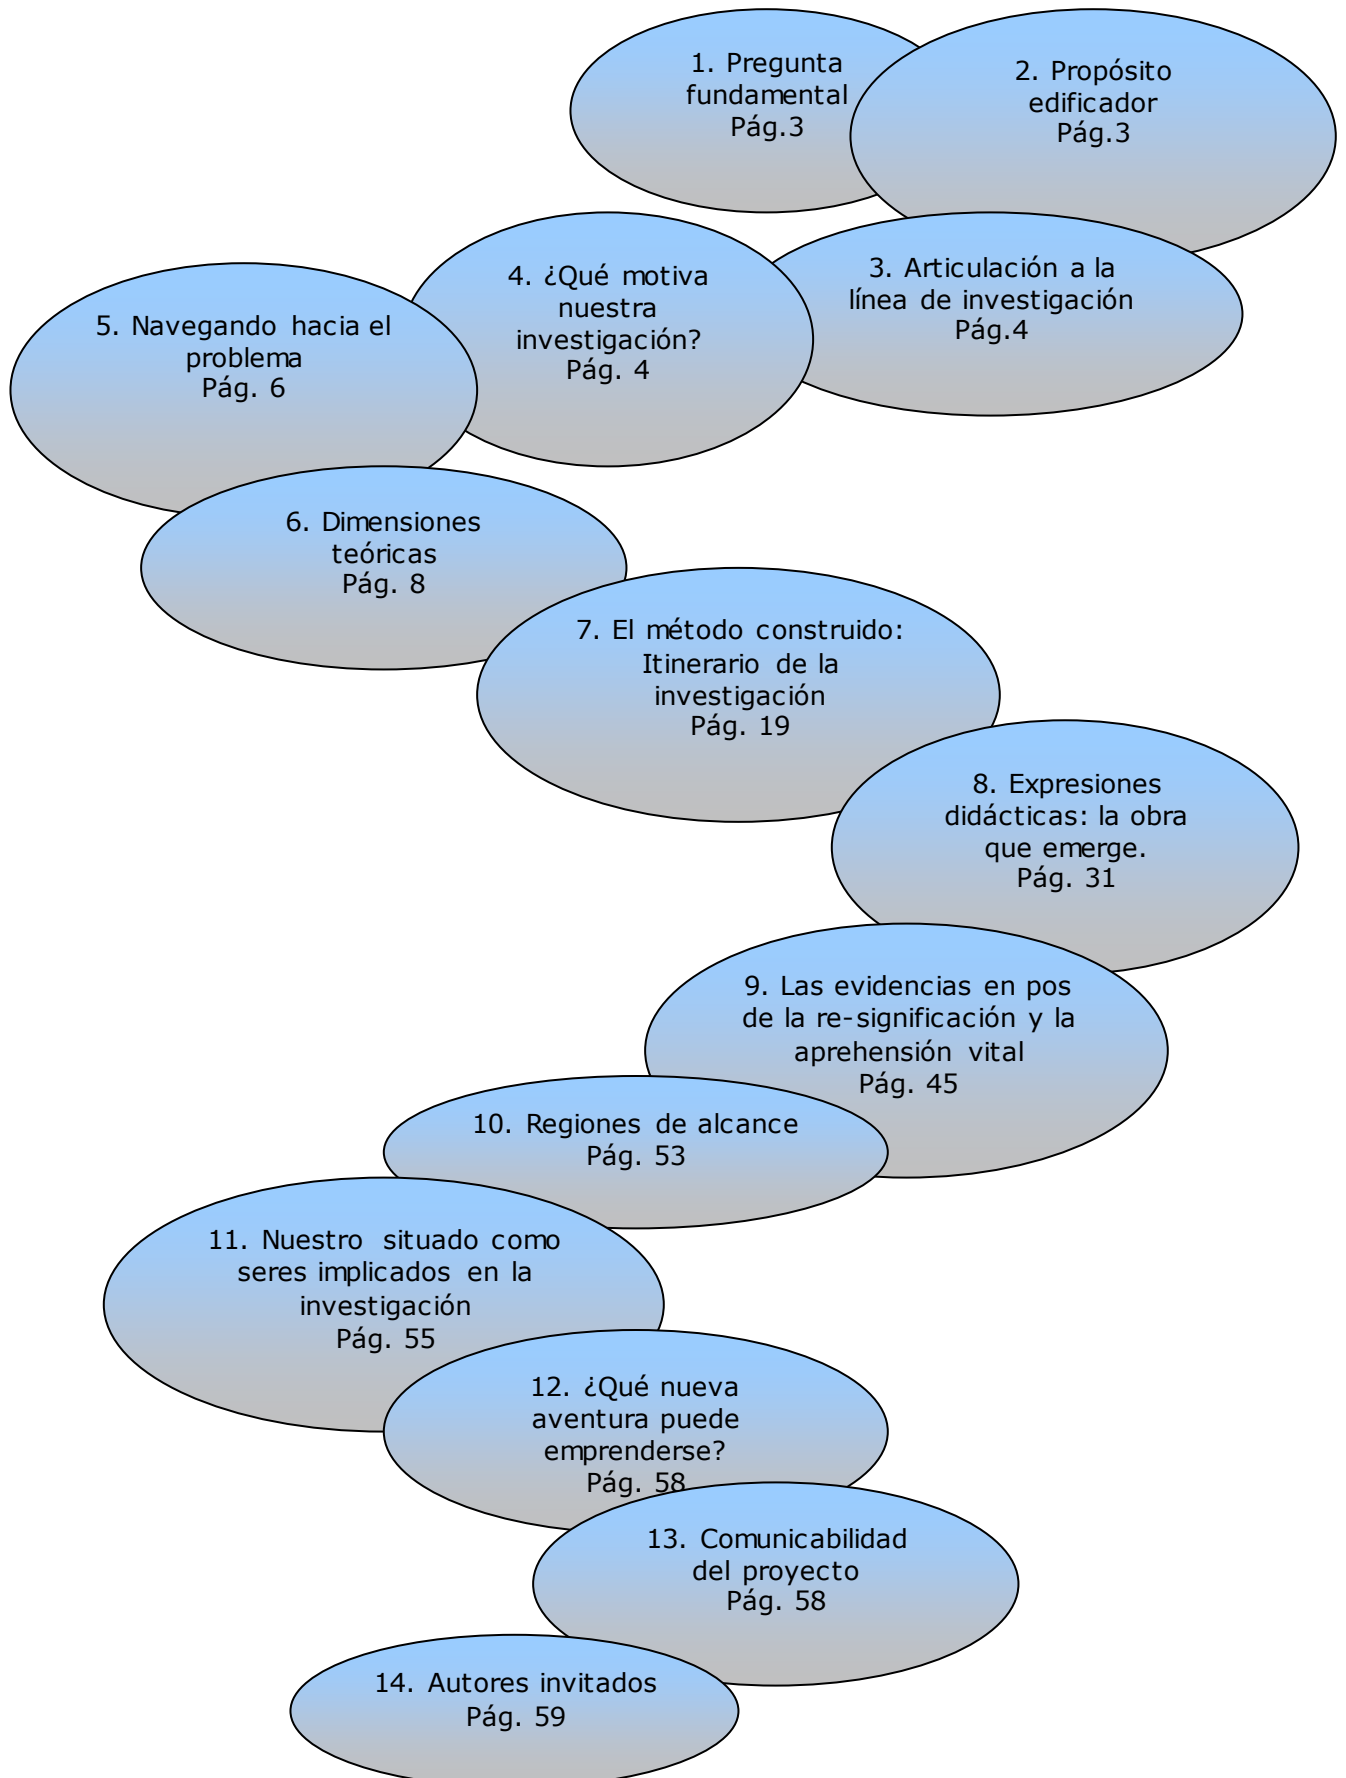 1. Pregunta
fundamental
Pág.3
2. Propósito
edificador
Pág.3
3. Articulación a la
línea de investigación
Pág.4
4. ¿Qué motiva
nuestra
investigación?
Pág. 4
5. Navegando hacia el
problema
Pág. 6
6. Dimensiones
teóricas
Pág. 8
7. El método construido:
Itinerario de la
investigación
Pág. 19
8. Expresiones
didácticas: la obra
que emerge.
Pág. 31
9. Las evidencias en pos
de la re-significación y la
aprehensión vital
Pág. 45
10. Regiones de alcance
Pág. 53
11. Nuestro situado como
seres implicados en la
investigación
Pág. 55
12. ¿Qué nueva
aventura puede
emprenderse?
Pág. 58
13. Comunicabilidad
del proyecto
Pág. 58
14. Autores invitados
Pág. 59